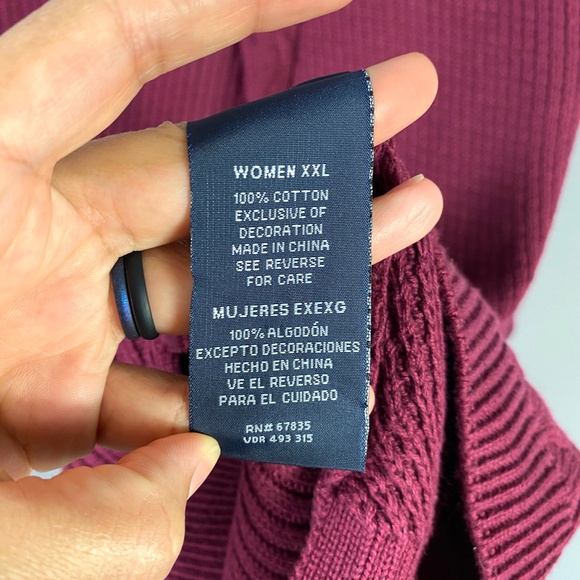 WOMEN XXL
100% COTTON
EXCLUSIVE OF
DECORATION
MADE IN CHINA
SEE REVERSE
FOR CARE
MUJERES EXEXG
100% ALGODÓN
EXCEPTO DECORACIONES
HECHO EN CHINA
VE EL REVERSO
PARA EL CUIDADO
RN# 67835
VDR 493 315